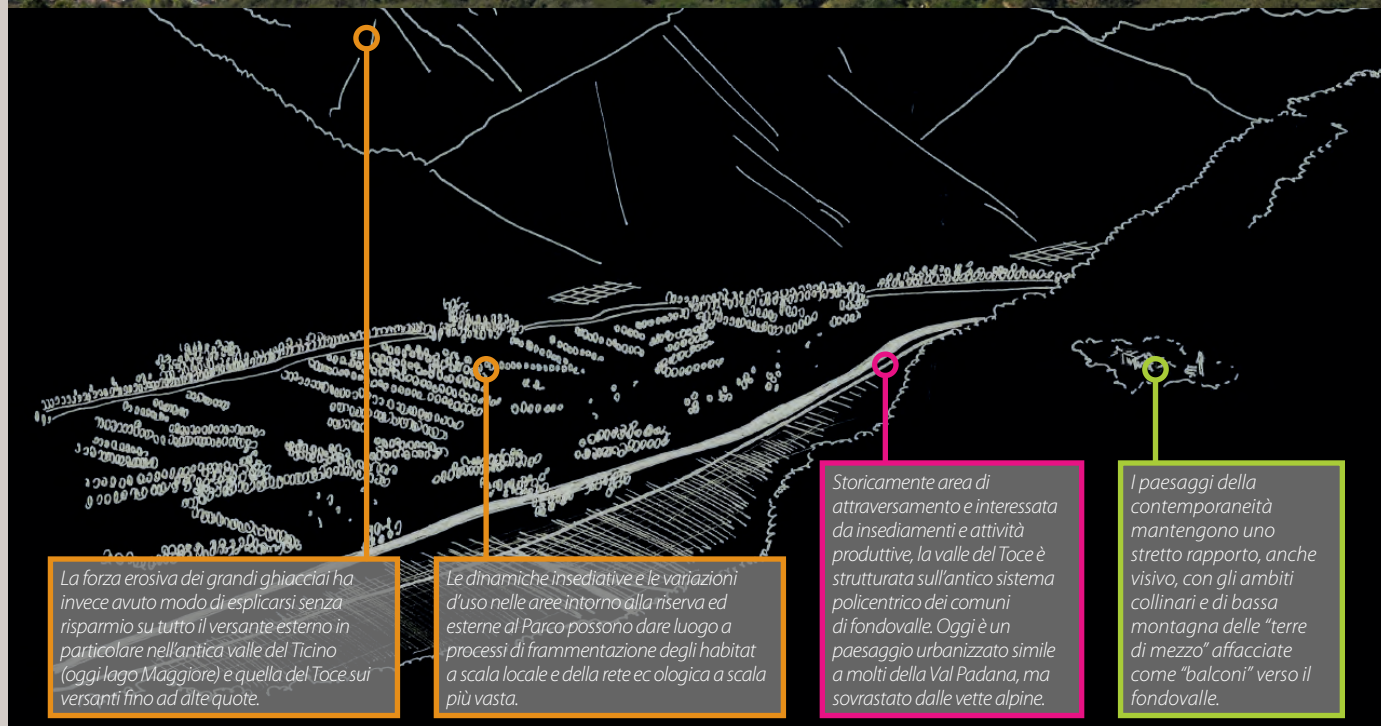 La forza erosiva dei grandi ghiacciai ha
invece avuto modo di esplicarsi senza
risparmio su tutto il versante esterno in
particolare nell'antica valle del Ticino
(oggi lago Maggiore) e quella del Toce sui
versanti fino ad alte quote.
Le dinamiche insediative e le variazioni
d'uso nelle aree intorno alla riserva ed
esterne al Parco possono dare luogo a
processi di frammentazione degli habitat
a scala locale e della rete ec ologica a scala
più vasta.
Storicamente area di
attraversamento e interessata
da insediamenti e attività
produttive, la valle del Toce è
strutturata sull'antico sistema
policentrico dei comuni
di fondovalle. Oggi è un
paesaggio urbanizzato simile
a molti della Val Padana, ma
sovrastato dalle vette alpine.
I paesaggi della
contemporaneità
mantengono uno
stretto rapporto, anche
visivo, con gli ambiti
collinari e di bassa
montagna delle "terre
di mezzo" affacciate
come "balconi" verso il
fondovalle.